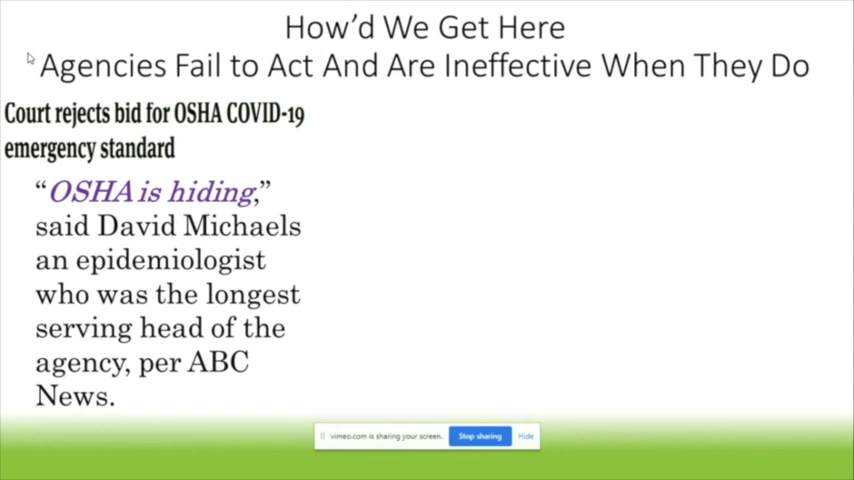 How’d We Get Here
Agencies Fail to Act And Are Ineffective When They Do
Court rejects bid for OSHA COVID-19
emergency standard
“OSHA is hiding,”
said David Michaels
an epidemiologist
who was the longest
serving head of the
agency, per ABC
News.
vimeo.com is sharing your screen. Stop sharing Hide